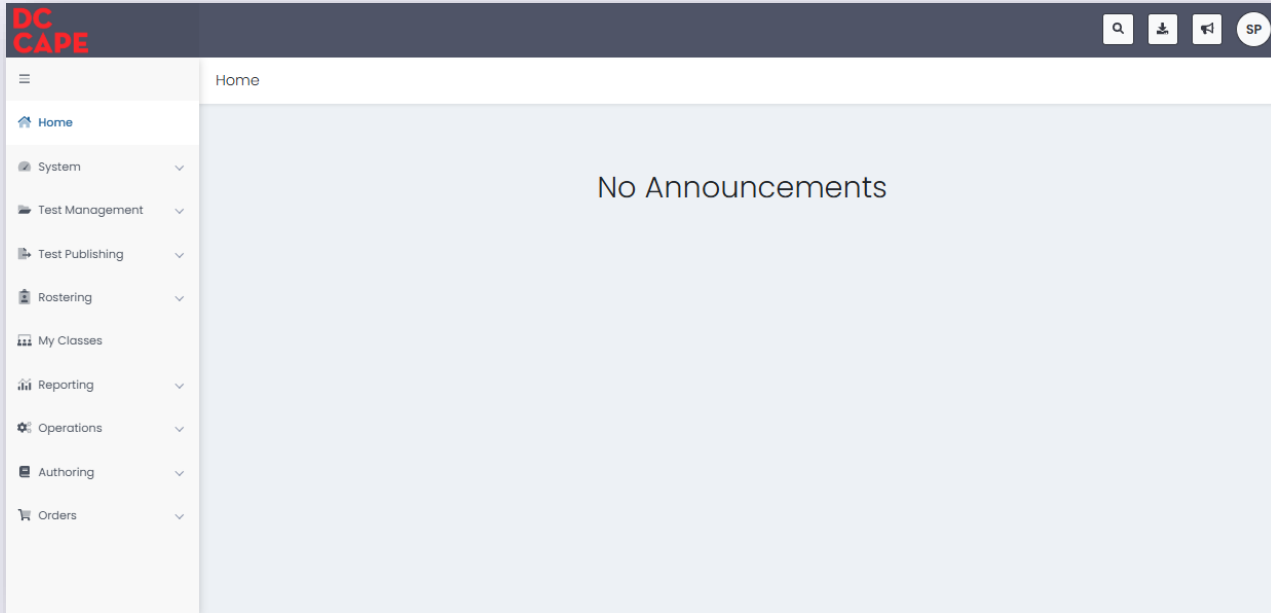 DC
CAPE
SP
Home
Home
System
Test Management
Test Publishing
Rostering
My Classes
Reporting
Operations
Authoring
Orders
No Announcements